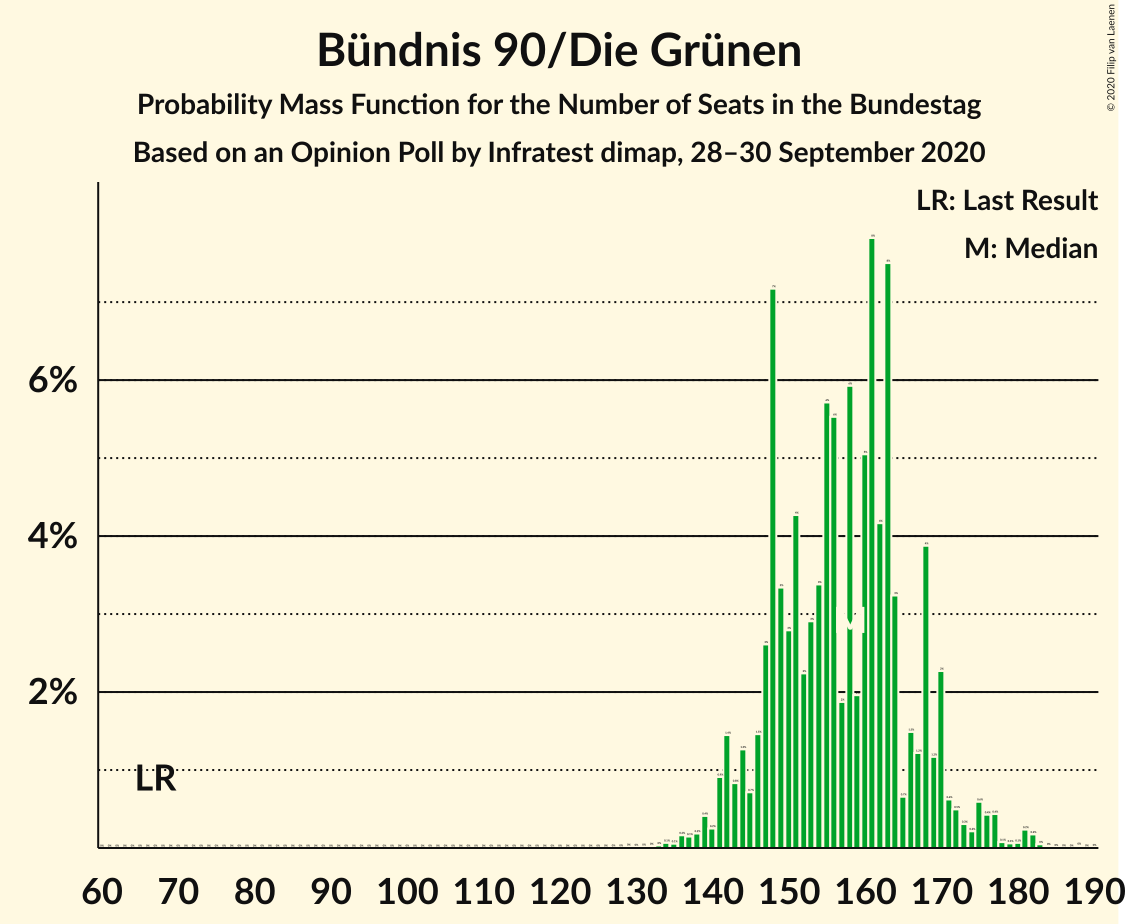 Bündnis 90/Die Grünen
Probability Mass Function for the Number of Seats in the Bundestag
Based on an Opinion Poll by Infratest dimap, 28–30 September 2020
© 2020 Filip van Laenen
LR: Last Result
M: Median
6%
4%
2%
LR
M
60 70 80 90 100 110 120 130 140 150 160 170 180 190